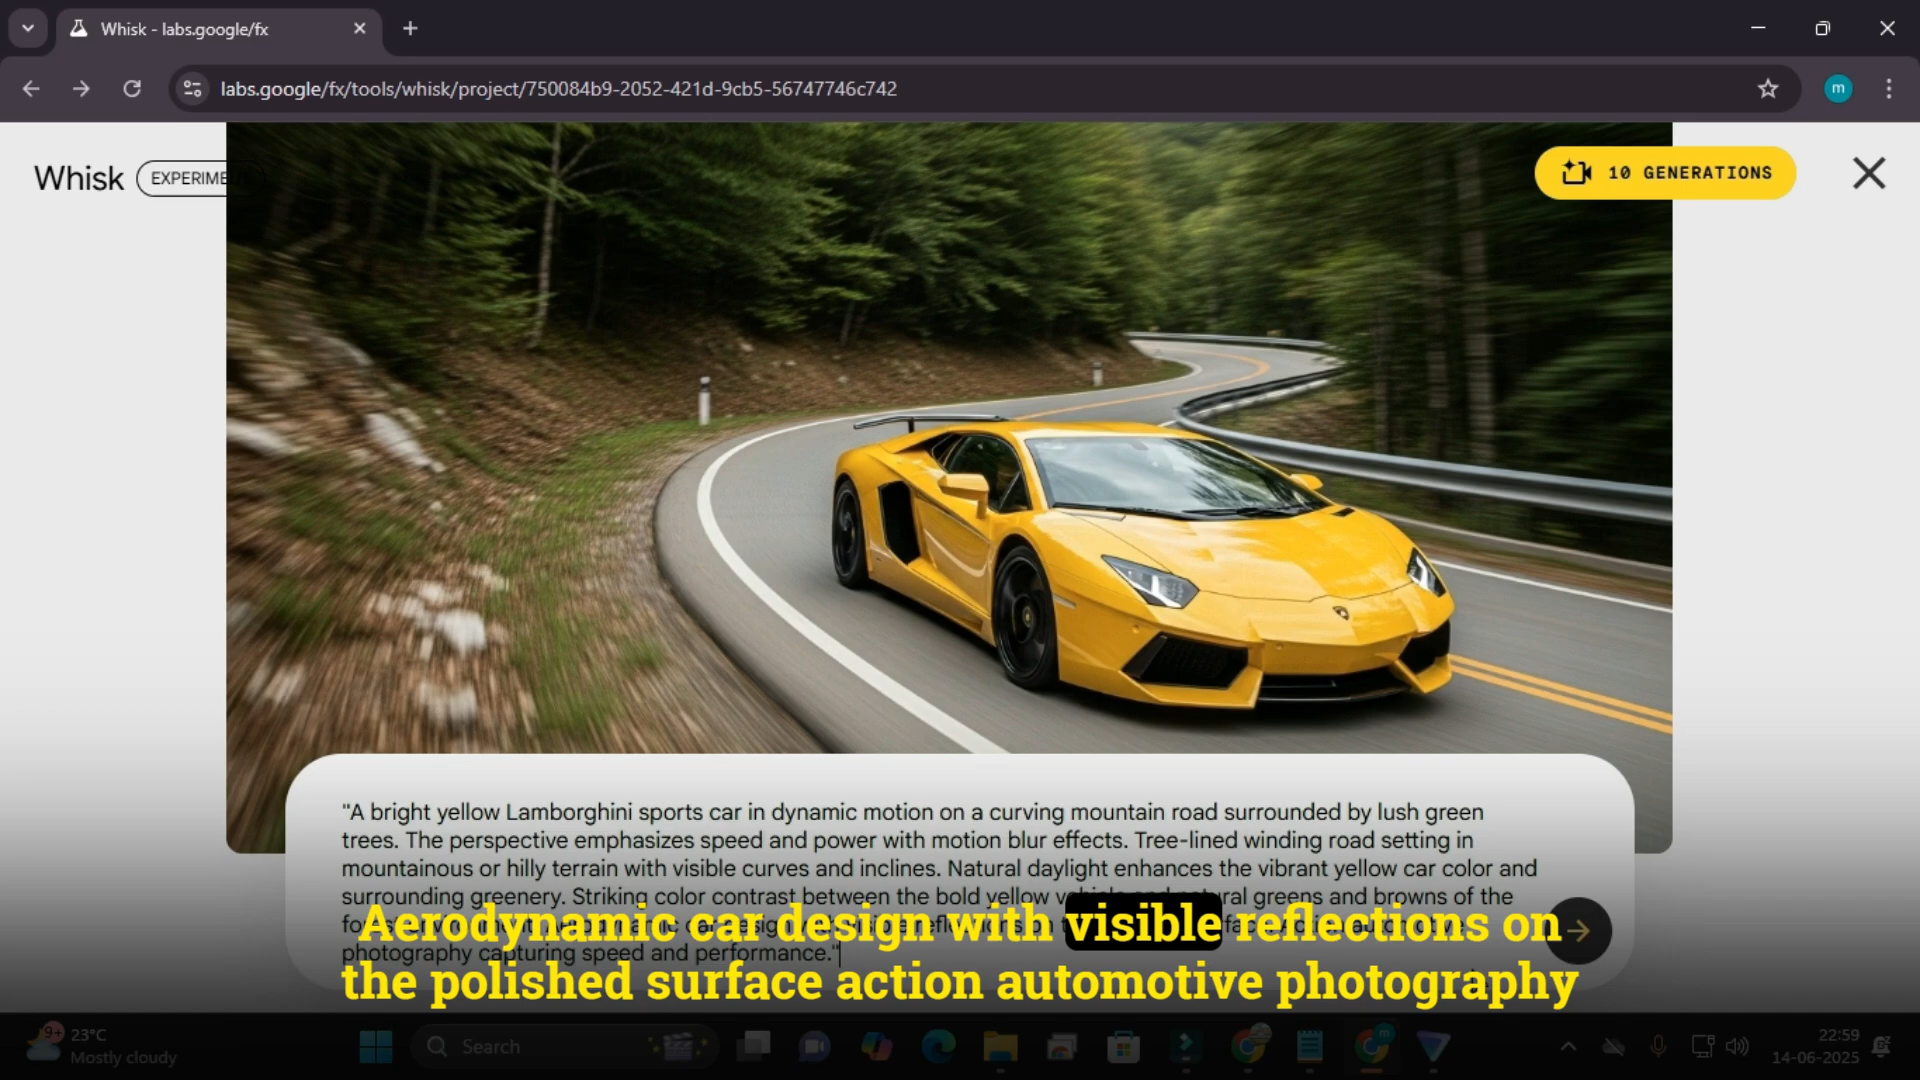 Whisk - labs.google/fx
labs.google/fx/tools/whisk/project/750084b9-2052-421d-9cb5-56747746c742
m
Whisk
EXPERIME
10 GENERATIONS
"A bright yellow Lamborghini sports car in dynamic motion on a curving mountain road surrounded by lush green
trees. The perspective emphasizes speed and power with motion blur effects. Tree-lined winding road setting in
mountainous or hilly terrain with visible curves and inclines. Natural daylight enhances the vibrant yellow car color and
surrounding greenery. Striking color contrast between the bold yellow vehicle and natural greens and browns of the
photography capturing speed and performance."
Aerodynamic car design with visible reflections on
the polished surface action automotive photography
9+
23°C
Mostly cloudy
Search
m
22:59
14-06-2025